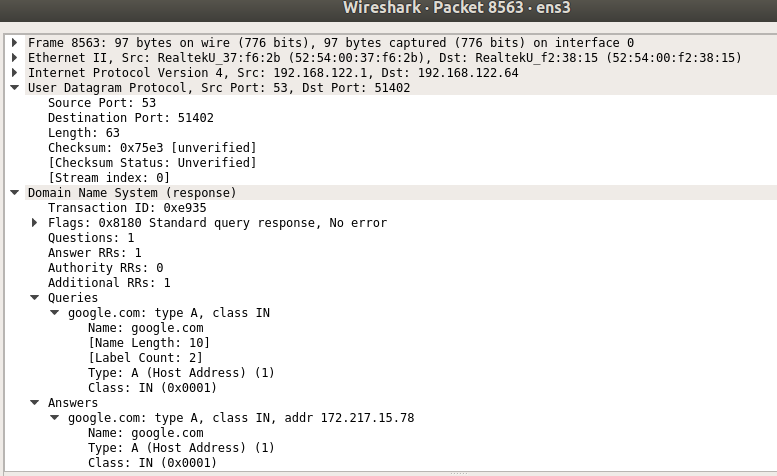 Wireshark · Packet 8563 · ens3
Frame 8563: 97 bytes on wire (776 bits), 97 bytes captured (776 bits) on interface 0
Ethernet II, Src: RealtekU_37:f6:2b (52:54:00:37:f6:2b), Dst: RealtekU_f2:38:15 (52:54:00:f2:38:15)
Internet Protocol Version 4, Src: 192.168.122.1, Dst: 192.168.122.64
User Datagram Protocol, Src Port: 53, Dst Port: 51402
Source Port: 53
Destination Port: 51402
Length: 63
Checksum: 0x75e3 [unverified]
[Checksum Status: Unverified]
[Stream index: 0]
Domain Name System (response)
Transaction ID: 0xe935
Flags: 0x8180 Standard query response, No error
Questions: 1
Answer RRs: 1
Authority RRs: 0
Additional RRs: 1
Queries
google.com: type A, class IN
Name: google.com
[Name Length: 10]
[Label Count: 2]
Type: A (Host Address) (1)
Class: IN (0x0001)
Answers
google.com: type A, class IN, addr 172.217.15.78
Name: google.com
Type: A (Host Address) (1)
Class: IN (0x0001)